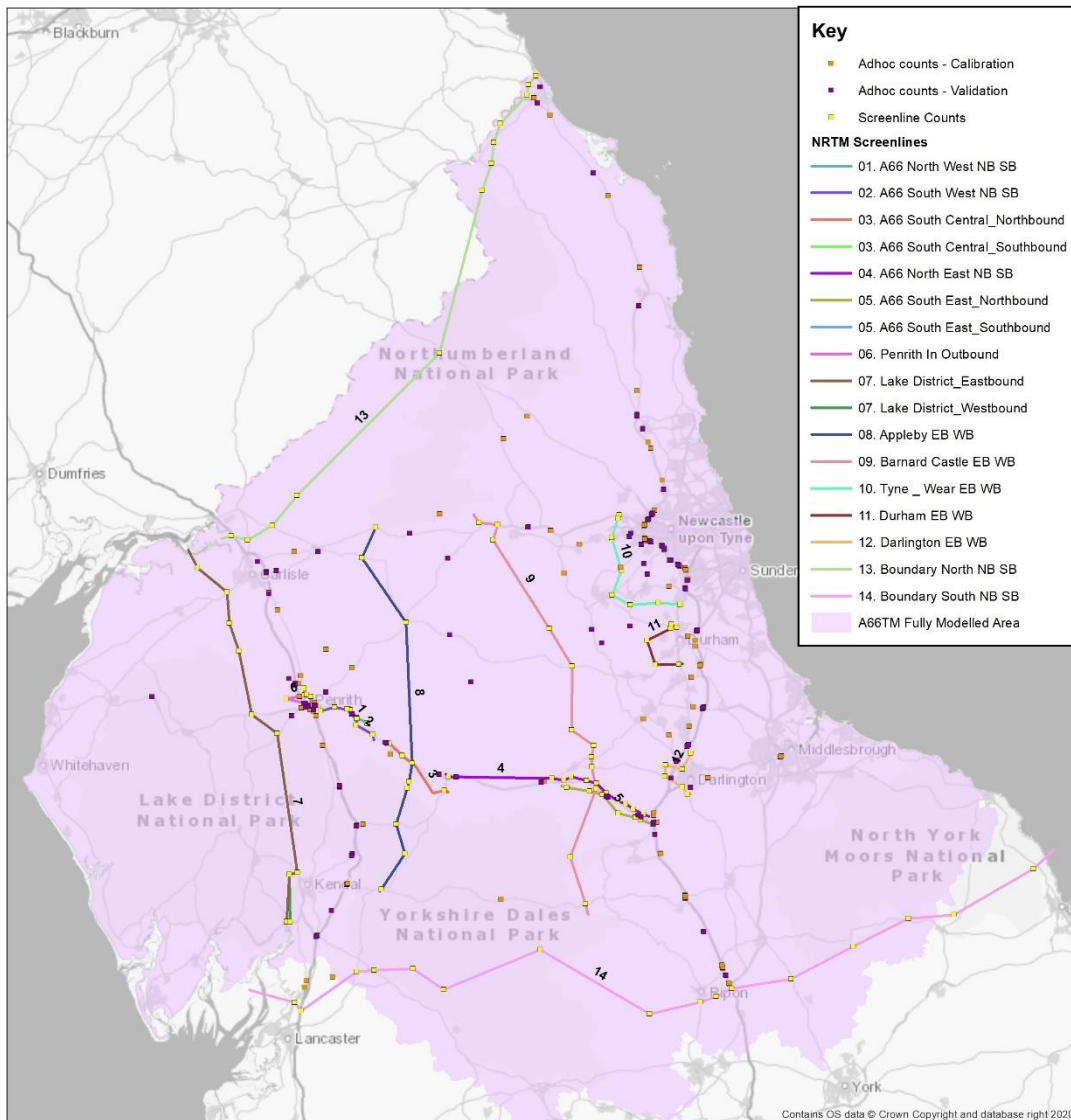 Blackburn
Key
Adhoc counts - Calibration
Adhoc counts - Validation
Screenline Counts
NRTM Screenlines
01. A66 North West NB SB
02. A66 South West NB SB
03. A66 South Central_Northbound
03. A66 South Central_Southbound
04. A66 North East NB SB
05. A66 South East_Northbound
05. A66 South East_Southbound
06. Penrith In Outbound
07. Lake District_Eastbound
07. Lake District_Westbound
08. Appleby EB WB
09. Barnard Castle EB WB
10. Tyne _ Wear EB WB
11. Durham EB WB
12. Darlington EB WB
13. Boundary North NB SB
14. Boundary South NB SB
A66TM Fully Modelled Area
Northumberland
National Park
13
Dumfries
Newcastle
upon Tyne
10
Carlisle
9
Sunder
11
Durham
8
6
Penrith
1
2
12
Middlesbrough
Whitehaven
3
4
Darlington
5
7
Lake District
National Park
North York
Moors National
Park
Kendal
Yorkshire Dales
National Park
14
Ripon
Lancaster
York
Contains OS data © Crown Copyright and database right 2020